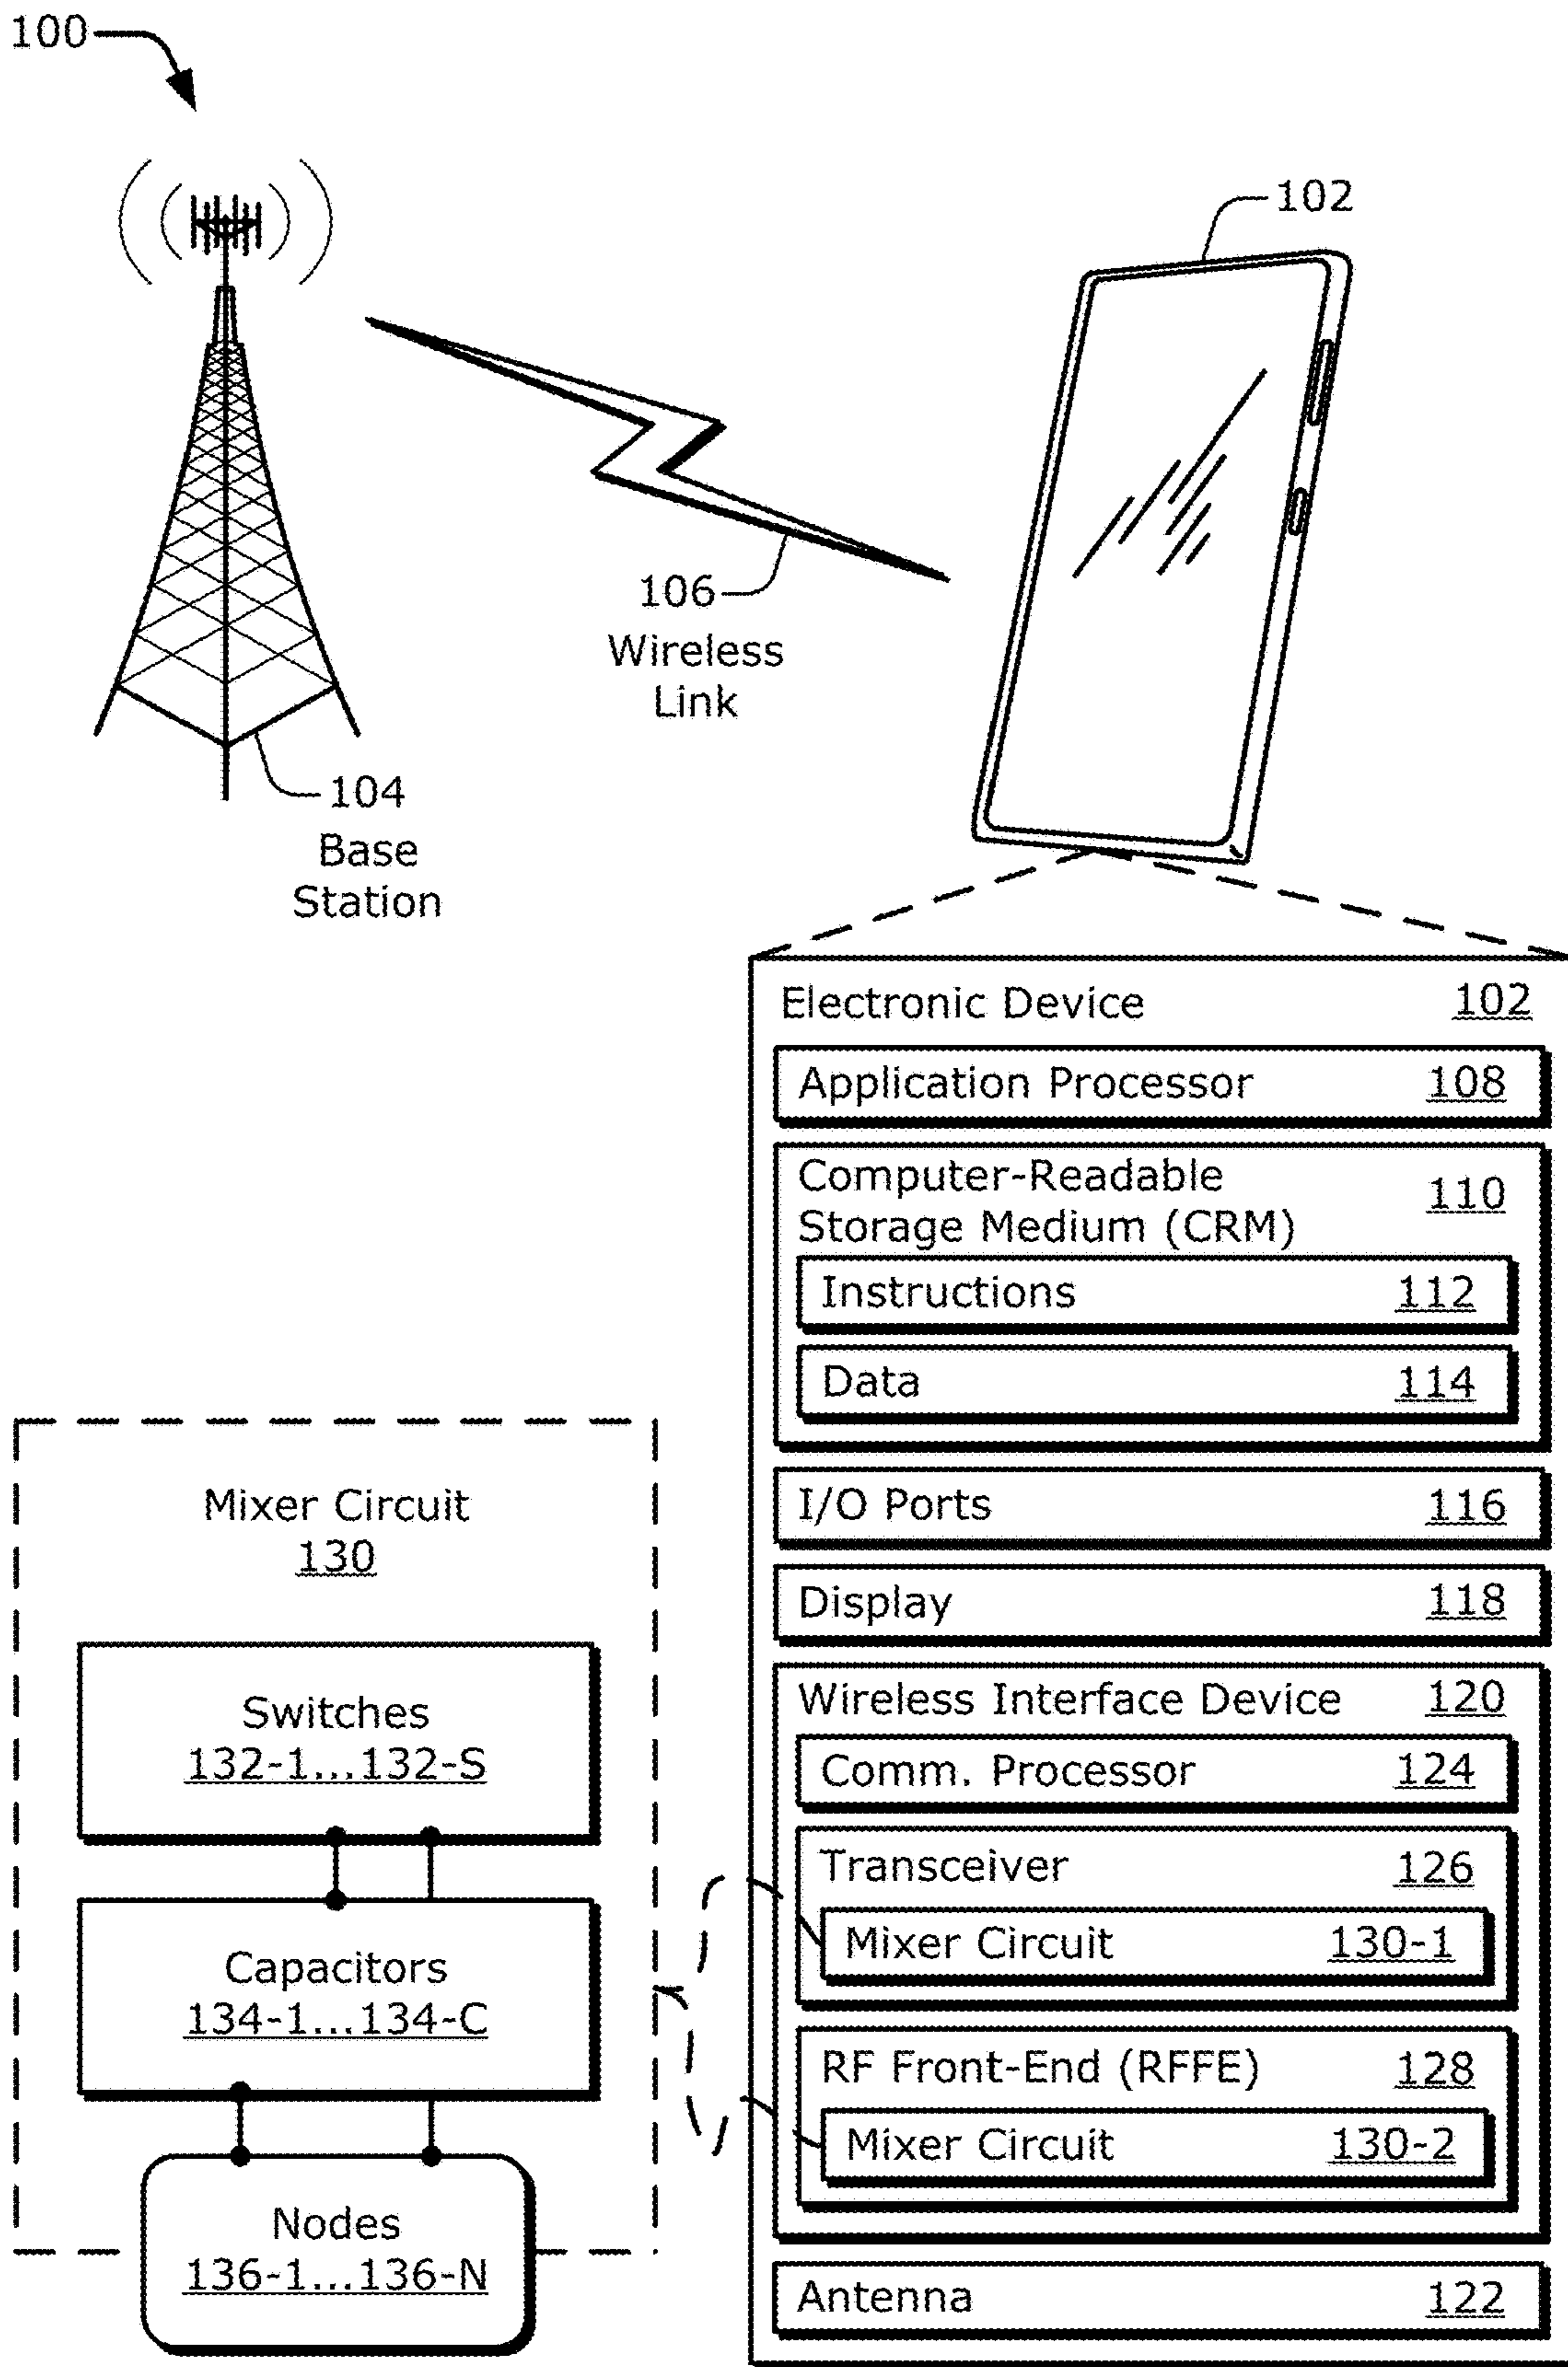 100
102
106
Wireless
Link
104
Base
Station
Electronic Device 102
Application Processor 108
Computer-Readable
Storage Medium (CRM) 110
Instructions 112
Data 114
I/O Ports 116
Display 118
Wireless Interface Device 120
Comm. Processor 124
Transceiver 126
Mixer Circuit 130-1
RF Front-End (RFFE) 128
Mixer Circuit 130-2
Antenna 122
Mixer Circuit
130
Switches
132-1...132-S
Capacitors
134-1...134-C
Nodes
136-1...136-N